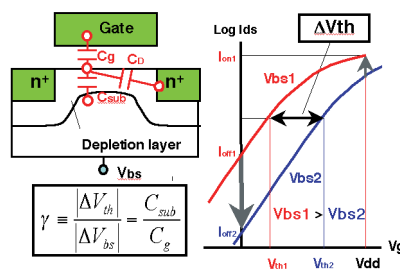 Gate
Cg
CD
n+
n+
Csub
Depletion layer
Vbs
γ ≡ |ΔVth| / |ΔVbs| = Csub / Cg
Log Ids
ΔVth
Ion1
Vbs1
Ioff1
Vbs2
Ioff2
Vbs1 > Vbs2
Vth1
Vth2
Vdd
Vg